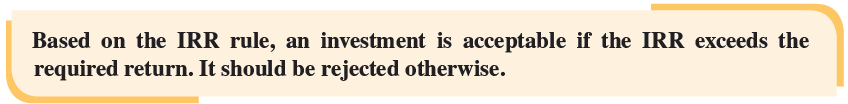 Based on the IRR rule, an investment is acceptable if the IRR exceeds the
required return. It should be rejected otherwise.